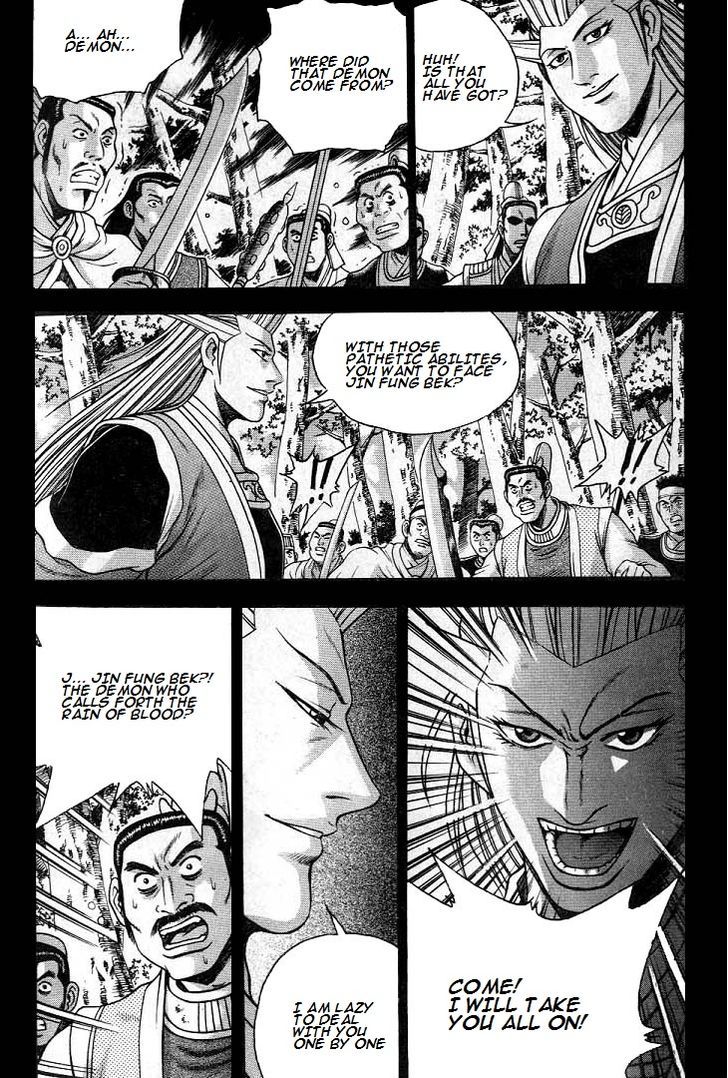 A... AH...
DEMON...
WHERE DID
THAT DEMON
COME FROM?
HUH!
IS THAT
ALL YOU
HAVE GOT?
WITH THOSE
PATHETIC ABILITES,
YOU WANT TO FACE
JIN FUNG BEK?
!!
!!
J... JIN FUNG BEK?!
THE DEMON WHO
CALLS FORTH THE
RAIN OF BLOOD?
I AM LAZY
TO DEAL
WITH YOU
ONE BY ONE
COME!
I WILL TAKE
YOU ALL ON!